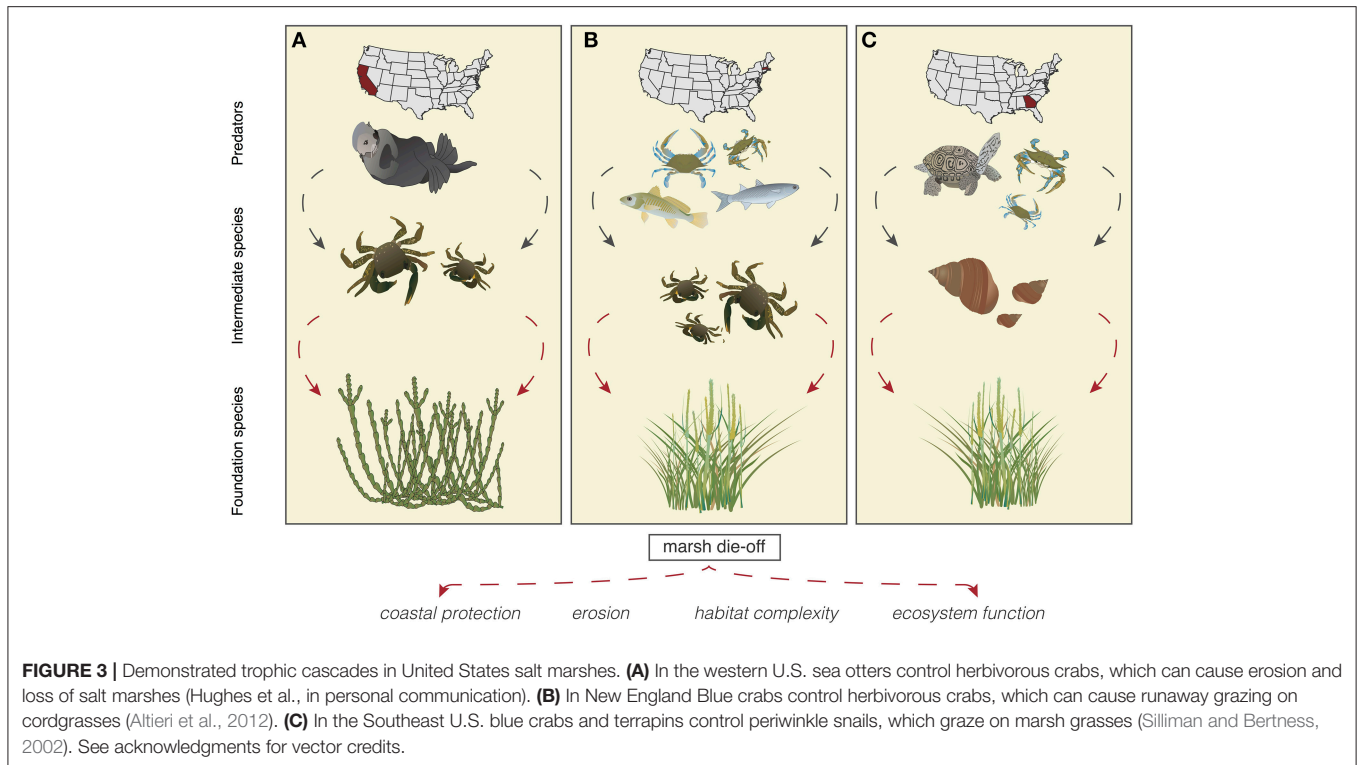 A
B
C
Predators
Intermediate species
Foundation species
marsh die-off
coastal protection erosion habitat complexity ecosystem function
FIGURE 3 | Demonstrated trophic cascades in United States salt marshes. (A) In the western U.S. sea otters control herbivorous crabs, which can cause erosion and
loss of salt marshes (Hughes et al., in personal communication). (B) In New England Blue crabs control herbivorous crabs, which can cause runaway grazing on
cordgrasses (Altieri et al., 2012). (C) In the Southeast U.S. blue crabs and terrapins control periwinkle snails, which graze on marsh grasses (Silliman and Bertness,
2002). See acknowledgments for vector credits.